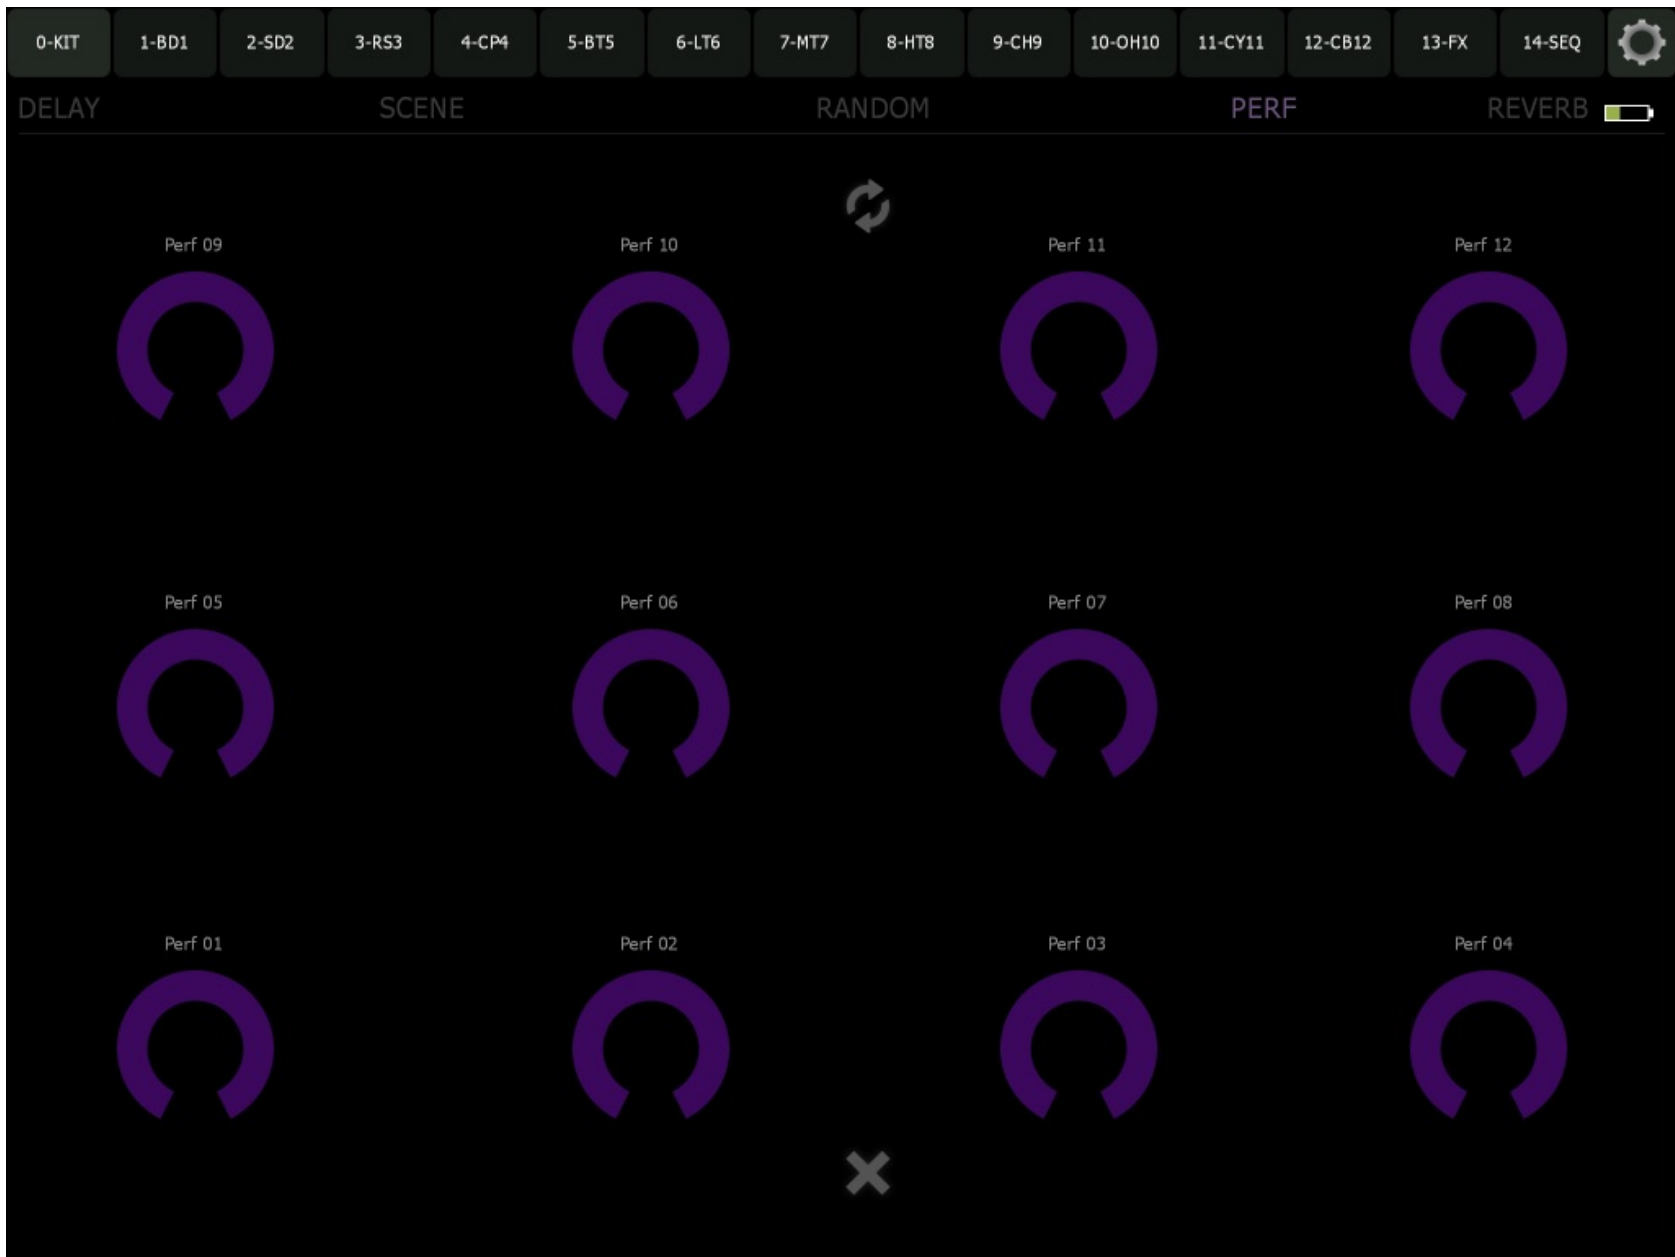 0-KIT 1-BD1 2-SD2 3-RS3 4-CP4 5-BT5 6-LT6 7-MT7 8-HT8 9-CH9 10-OH10 11-CY11 12-CB12 13-FX 14-SEQ
DELAY SCENE RANDOM PERF REVERB
Perf 09 Perf 10 Perf 11 Perf 12
Perf 05 Perf 06 Perf 07 Perf 08
Perf 01 Perf 02 Perf 03 Perf 04